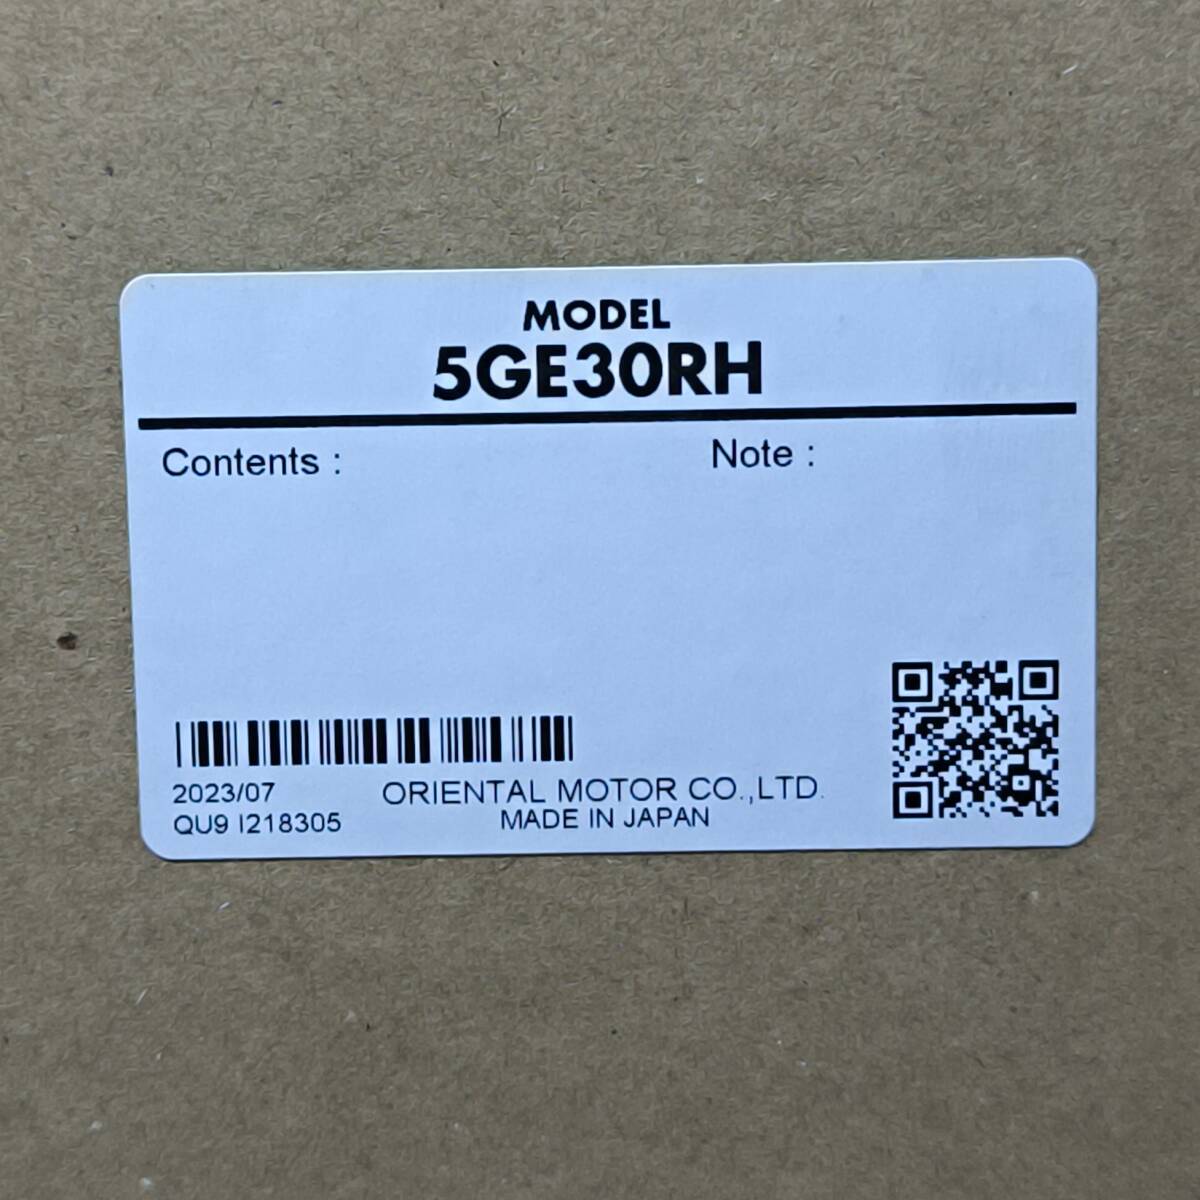 MODEL
5GE30RH
Contents :
Note :
2023/07
QU9 I218305
ORIENTAL MOTOR CO.,LTD.
MADE IN JAPAN